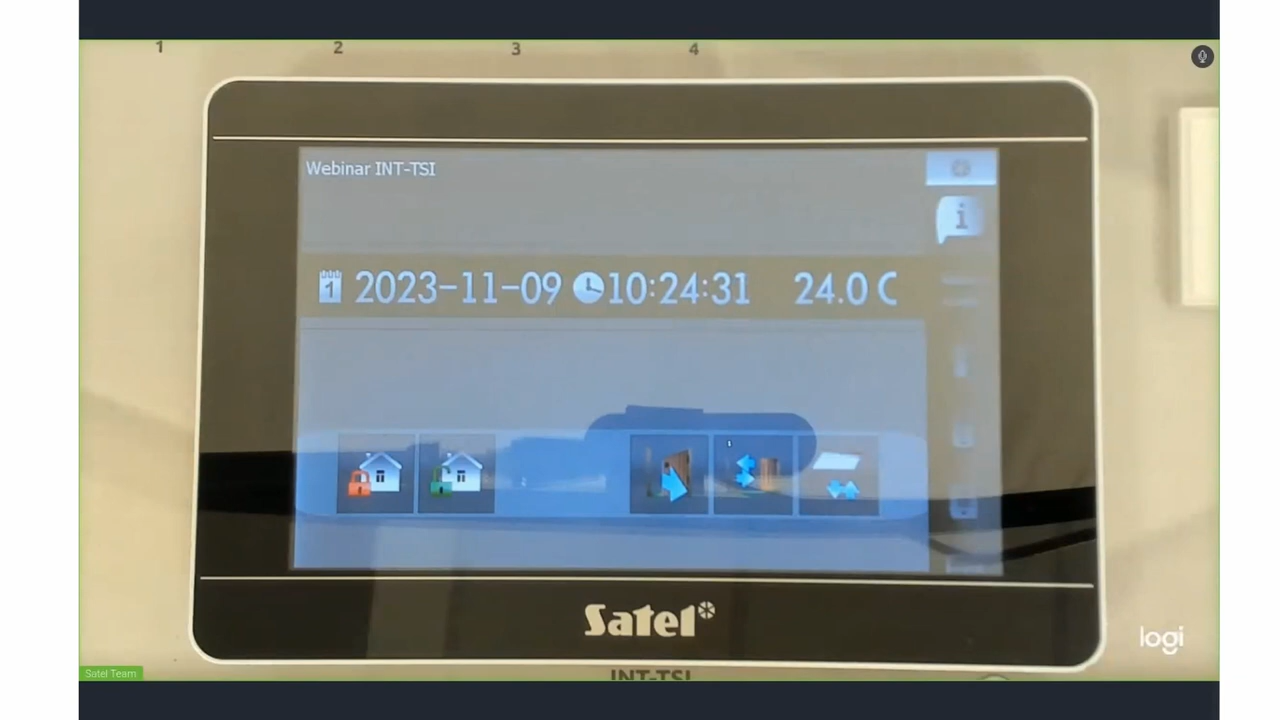 1 2 3 4
Webinar INT-TSI
i
1 2023-11-09 10:24:31 24.0 C
Satel
logi
Satel Team
INT-TSI